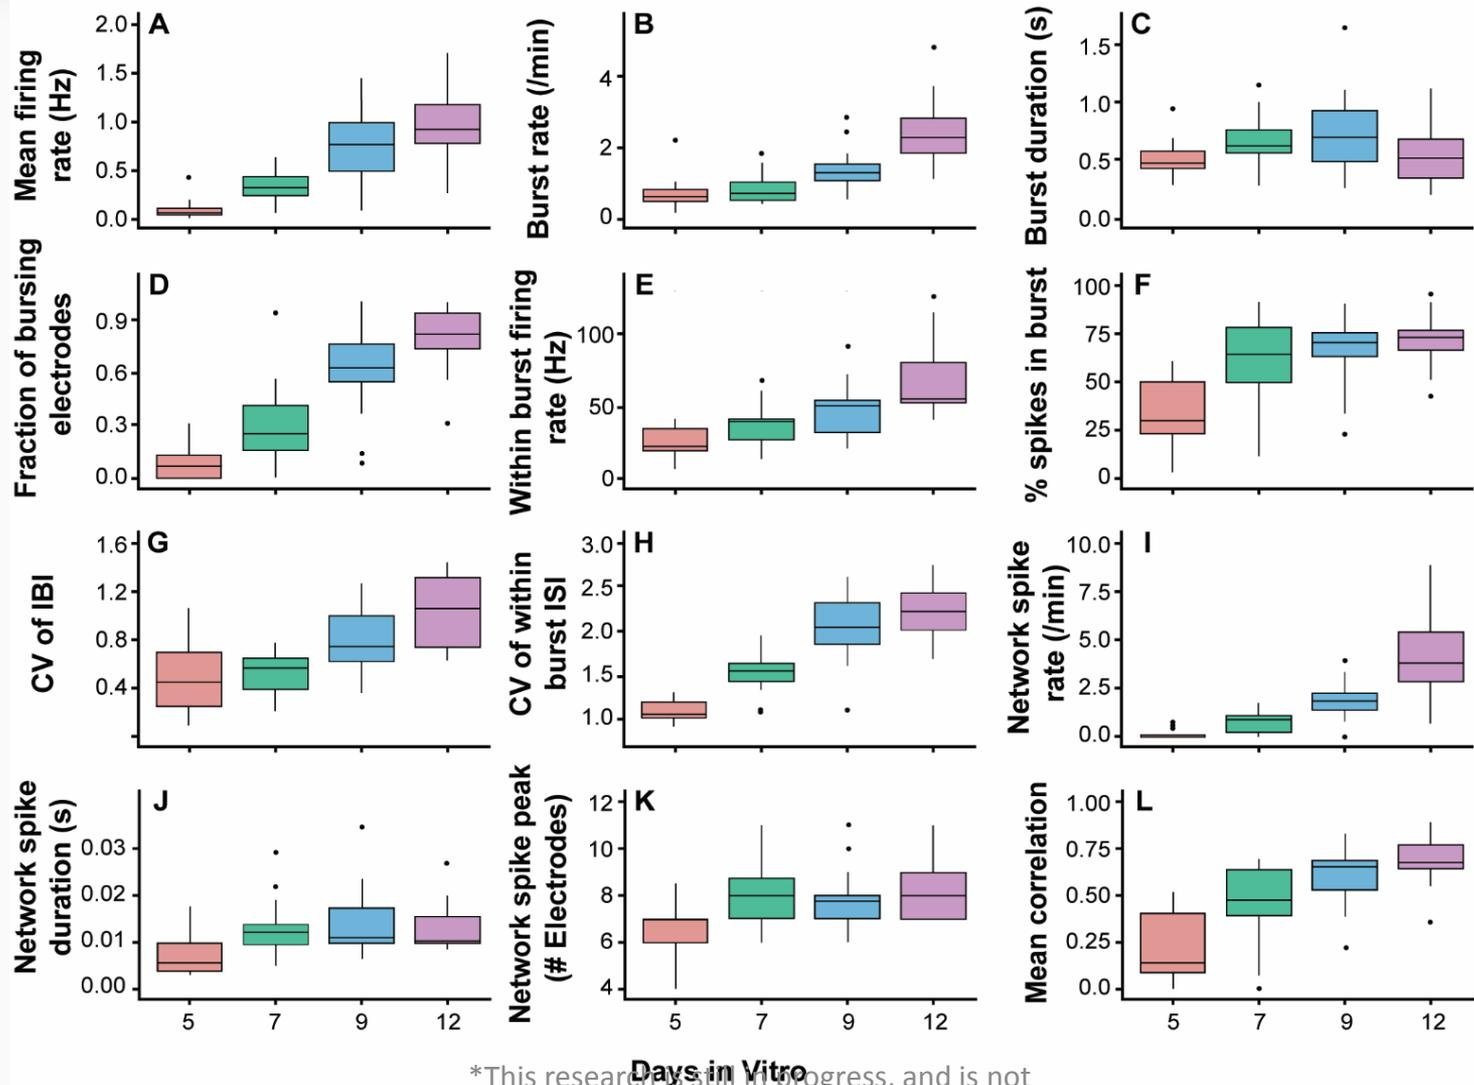 A
Mean firing
rate (Hz)
2.0
1.5
1.0
0.5
0.0
B
Burst rate (/min)
4
2
0
C
Burst duration (s)
1.5
1.0
0.5
0.0
D
Fraction of bursing
electrodes
0.9
0.6
0.3
0.0
E
Within burst firing
rate (Hz)
100
50
0
F
% spikes in burst
100
75
50
25
0
G
CV of IBI
1.6
1.2
0.8
0.4
H
CV of within
burst ISI
3.0
2.5
2.0
1.5
1.0
I
Network spike
rate (/min)
10.0
7.5
5.0
2.5
0.0
J
Network spike
duration (s)
0.03
0.02
0.01
0.00
5 7 9 12
K
Network spike peak
(# Electrodes)
12
10
8
6
4
5 7 9 12
L
Mean correlation
1.00
0.75
0.50
0.25
0.0
5 7 9 12
Days in Vitro
*This research is still in progress, and is not